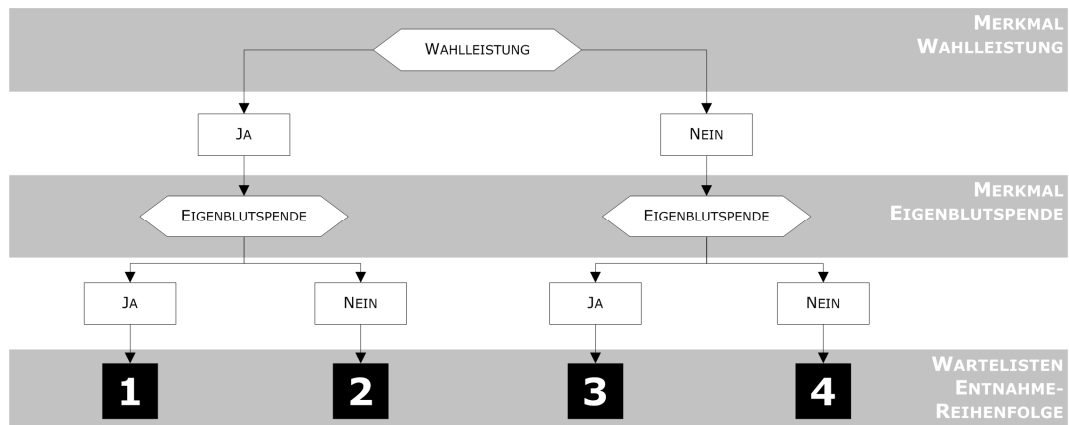 MERKMAL
WAHLLEISTUNG
WAHLLEISTUNG
JA
NEIN
MERKMAL
EIGENBLUTSPENDE
EIGENBLUTSPENDE
EIGENBLUTSPENDE
JA
NEIN
JA
NEIN
WARTELISTEN
ENTNAHME-
REIHENFOLGE
1
2
3
4